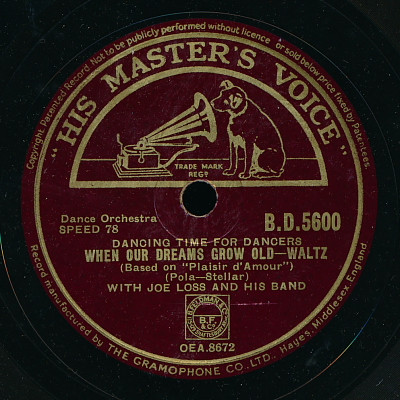 Copyright. Patented Record. Not to be publicly performed without licence or sold below price fixed by Patentees.
"HIS MASTER'S VOICE"
TRADE MARK
REGD
Dance Orchestra
SPEED 78
B.D.5600
DANCING TIME FOR DANCERS
WHEN OUR DREAMS GROW OLD—WALTZ
(Based on "Plaisir d'Amour")
(Pola—Stellar)
WITH JOE LOSS AND HIS BAND
B.F.
& CO.
OEA.8672
Record manufactured by
THE GRAMOPHONE CO., LTD., Hayes, Middlesex England